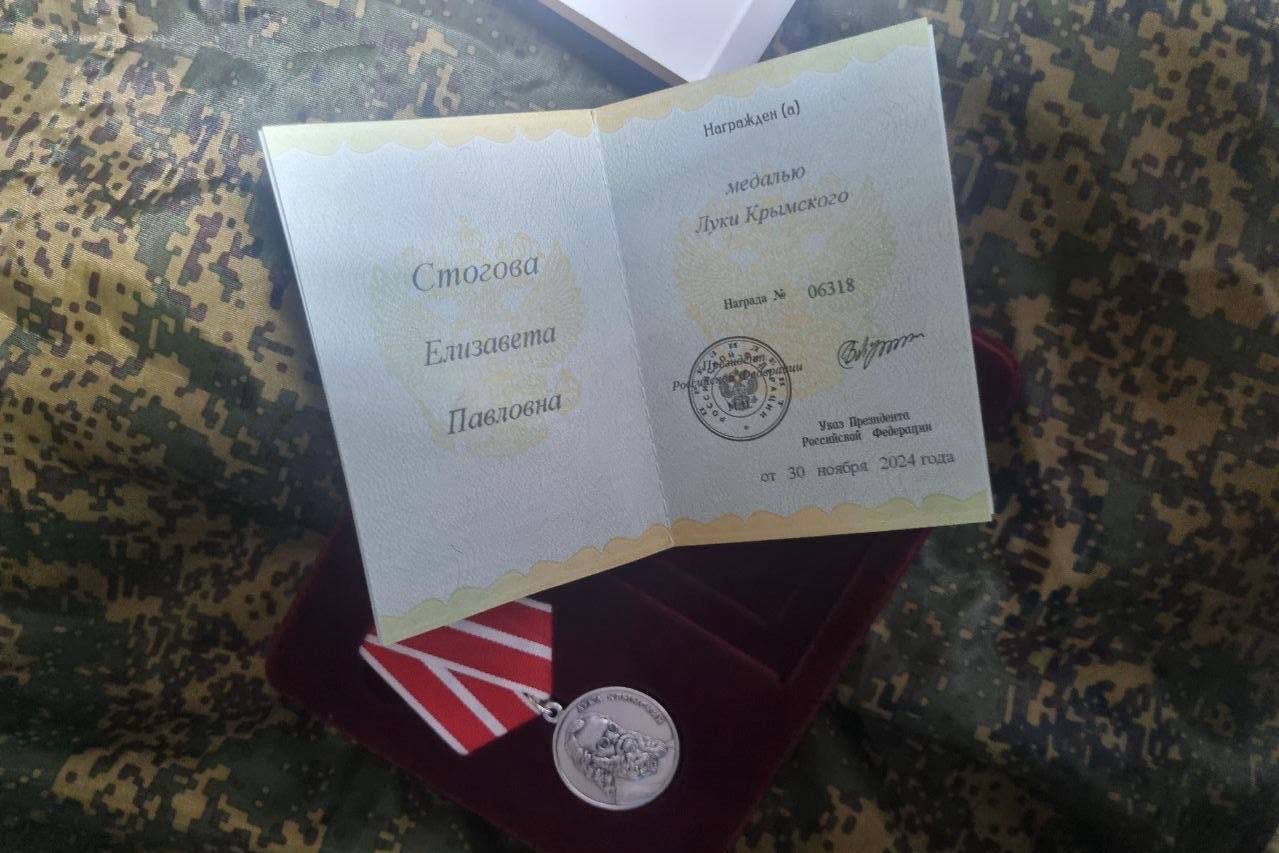 Стогова
Елизавета
Павловна
Награжден (а)
медалью
Луки Крымского
Награда № 06318
Президент
Российской Федерации
М.П.
Указ Президента
Российской Федерации
от 30 ноября 2024 года